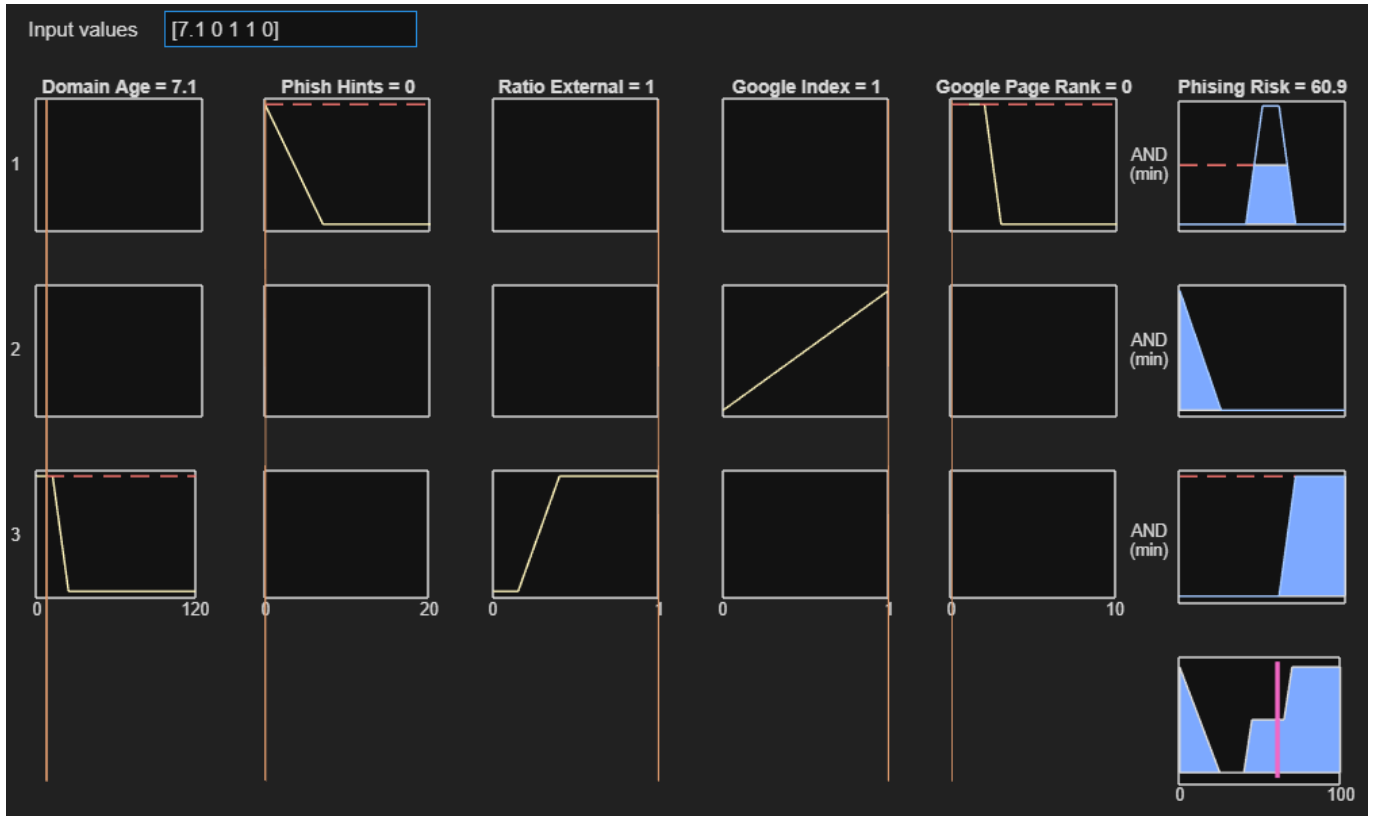 Input values [7.1 0 1 1 0]
Domain Age = 7.1 Phish Hints = 0 Ratio External = 1 Google Index = 1 Google Page Rank = 0 Phising Risk = 60.9
1 AND
(min)
2 AND
(min)
3 AND
(min)
0 120 0 20 0 1 0 1 0 10
0 100